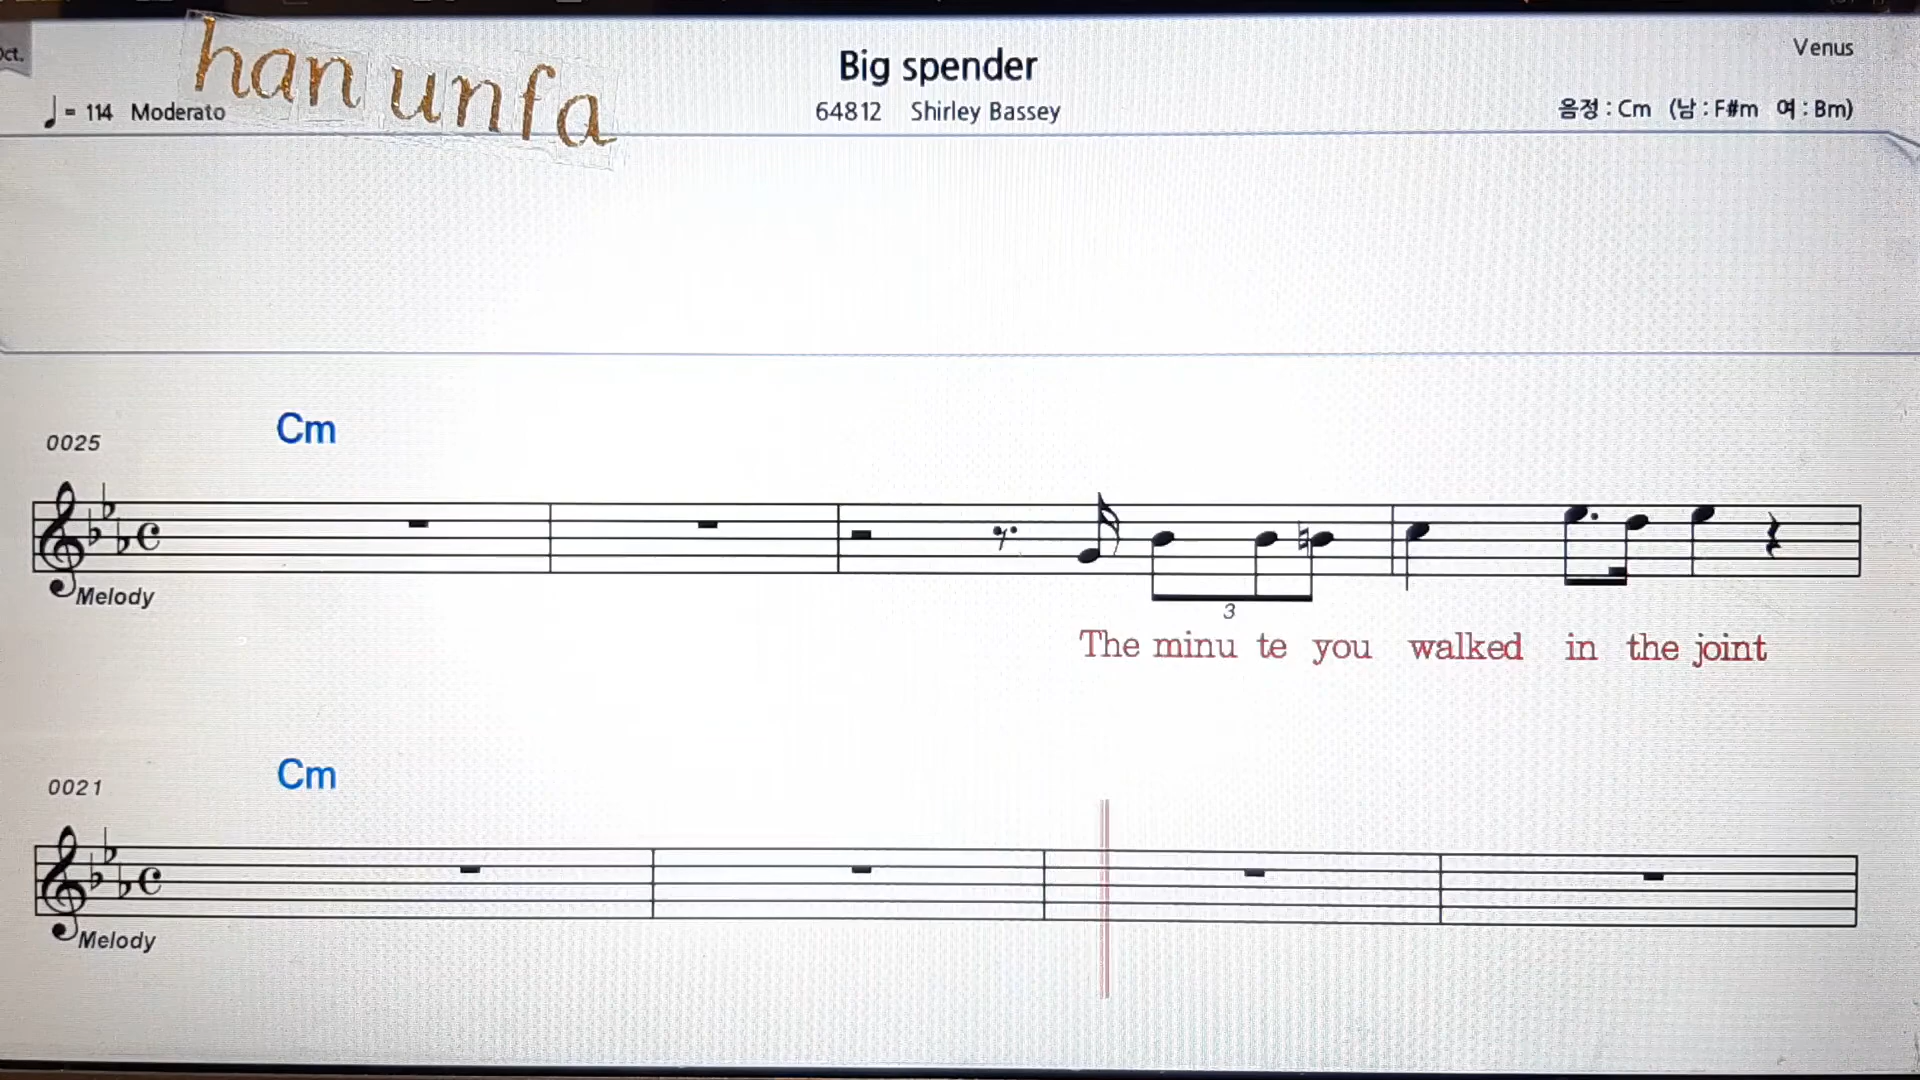 Oct.
han unfa
Big spender
Venus
= 114 Moderato
64812 Shirley Bassey
음정 : Cm (남 : F#m 여 : Bm)
0025
Cm
Melody
3
The minu te you walked in the joint
0021
Cm
Melody